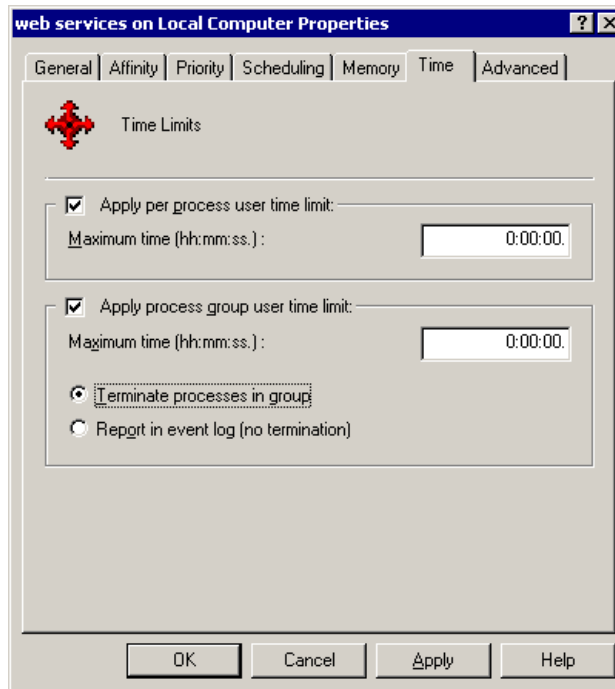 web services on Local Computer Properties
General Affinity Priority Scheduling Memory Time Advanced
Time Limits
Apply per process user time limit:
Maximum time (hh:mm:ss.) : 0:00:00.
Apply process group user time limit:
Maximum time (hh:mm:ss.) : 0:00:00.
Terminate processes in group
Report in event log (no termination)
OK Cancel Apply Help